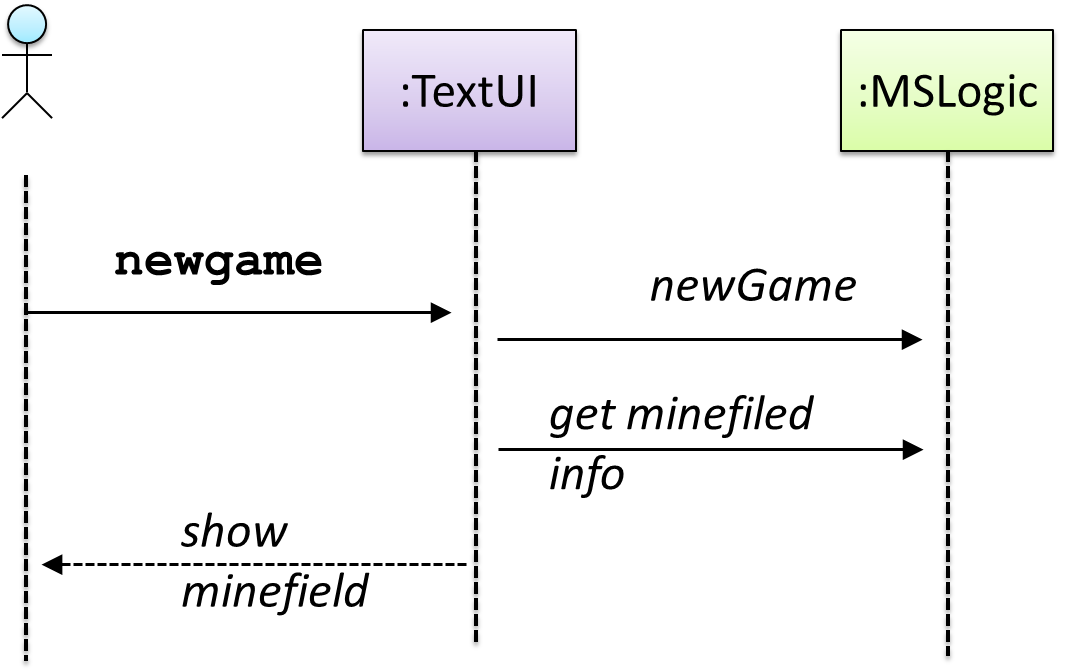 :TextUI
:MSLogic
newgame
newGame
get minefiled
info
show
minefield